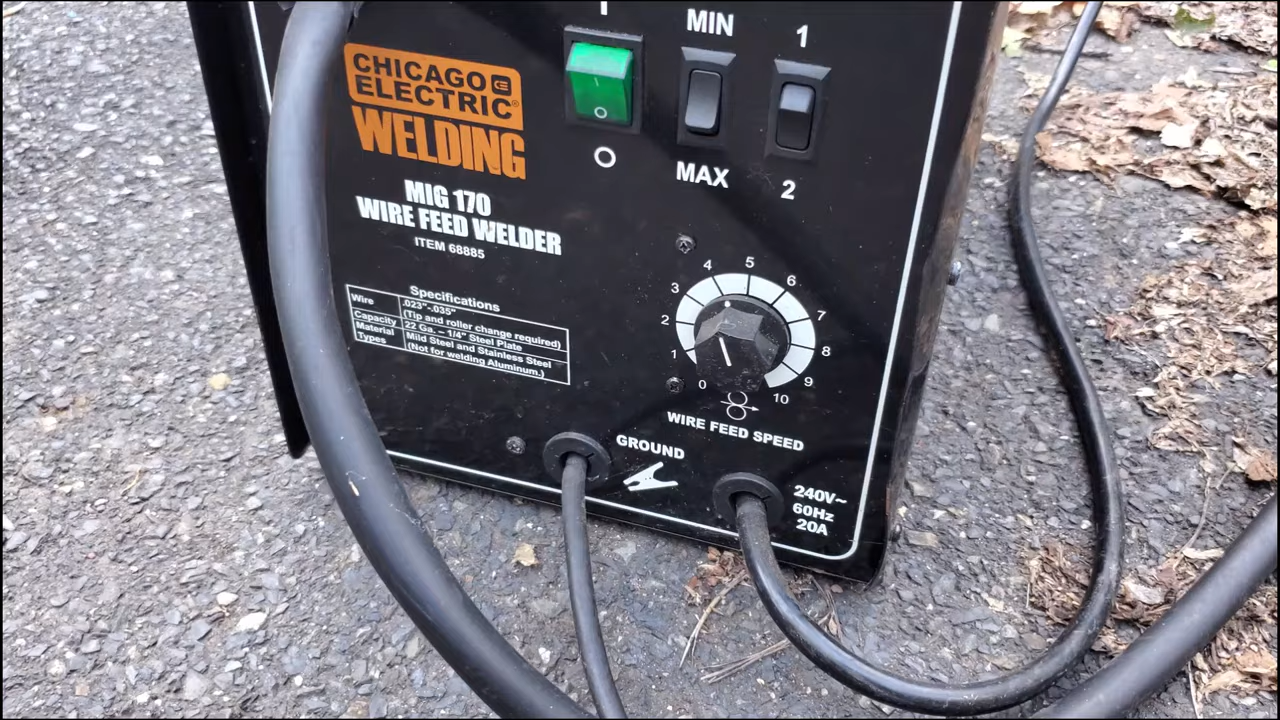 I
MIN
1
CHICAGO
ELECTRIC®
WELDING
O
MAX
2
MIG 170
WIRE FEED WELDER
ITEM 68885
Specifications
Wire .023"-.035"
(Tip and roller change required)
Capacity 22 Ga. – 1/4" Steel Plate
Material Mild Steel and Stainless Steel
Types (Not for welding Aluminum.)
0 1 2 3 4 5 6 7 8 9 10
WIRE FEED SPEED
GROUND
240V~
60Hz
20A